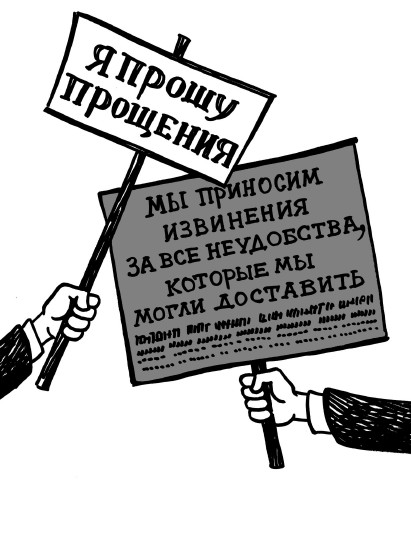 Я прошу
прощения
Мы приносим
извинения
за все неудобства,
которые мы
могли доставить